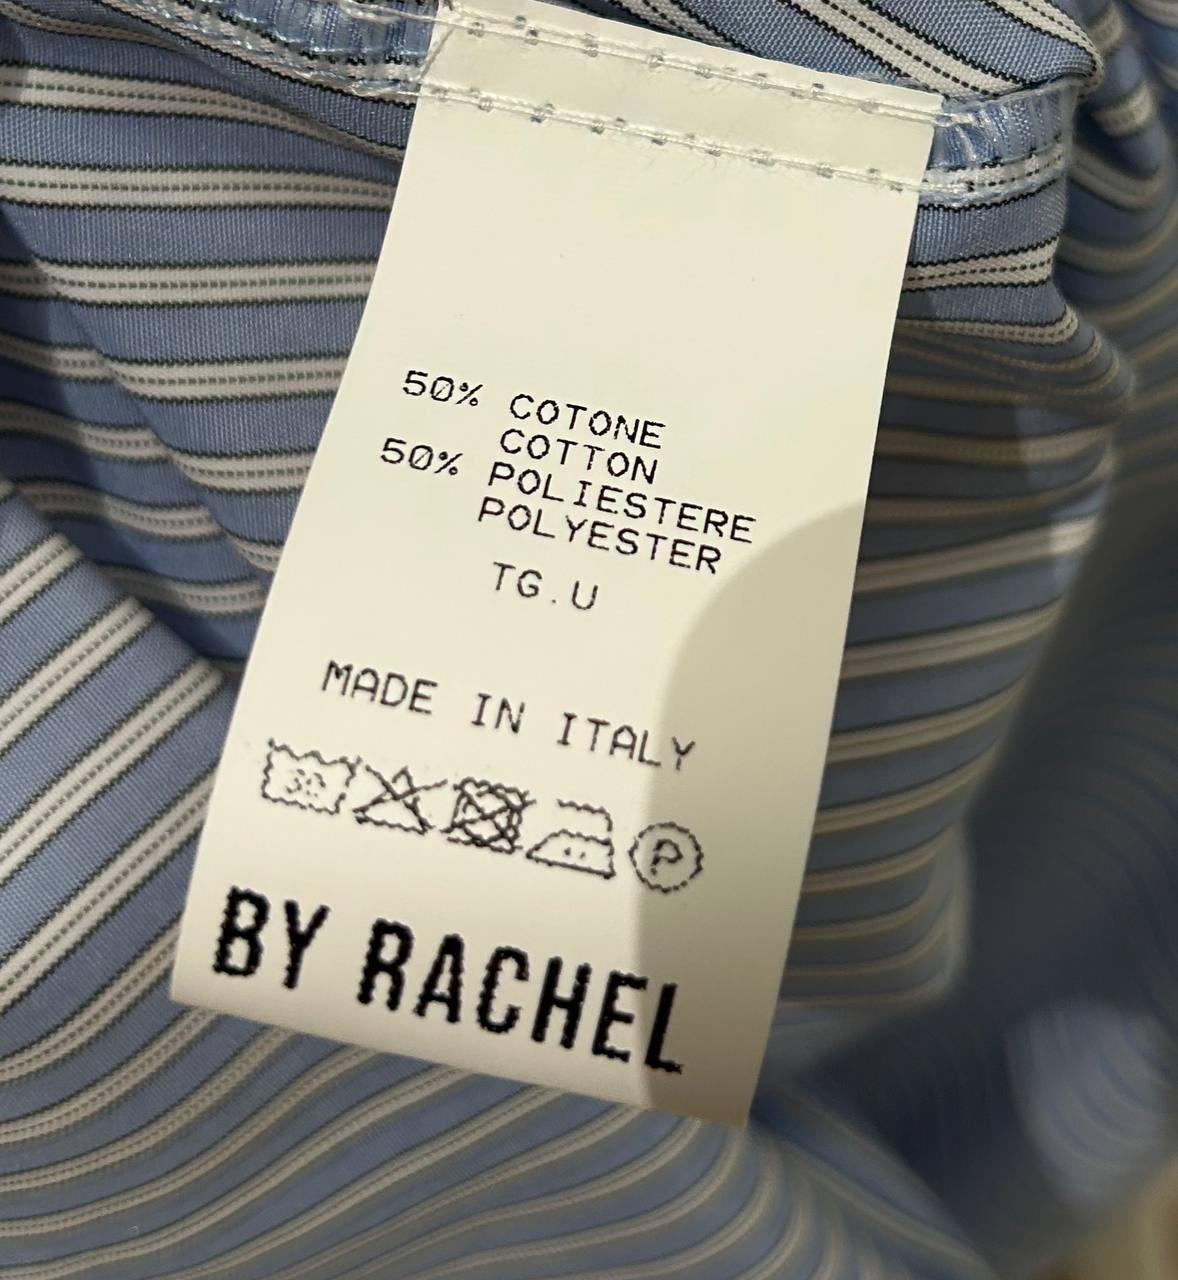 50% COTONE
COTTON
50% POLIESTERE
POLYESTER
TG.U
MADE IN ITALY
30 P
BY RACHEL